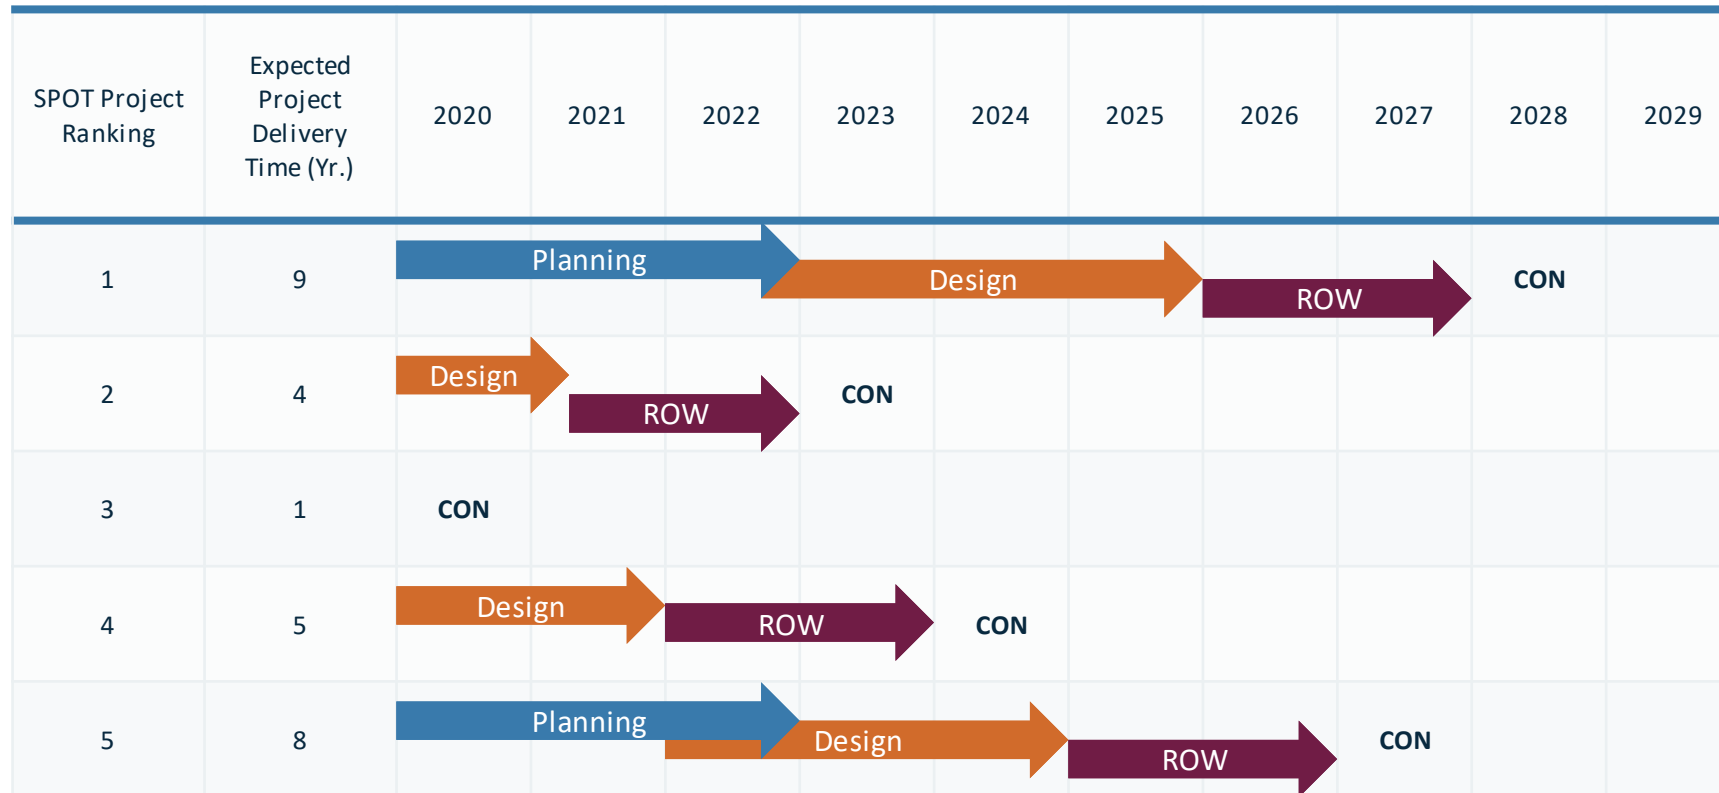 SPOT Project
Ranking
Expected
Project
Delivery
Time (Yr.)
2020
2021
2022
2023
2024
2025
2026
2027
2028
2029
1
9
Planning
Design
ROW
CON
2
4
Design
ROW
CON
3
1
CON
4
5
Design
ROW
CON
5
8
Planning
Design
ROW
CON